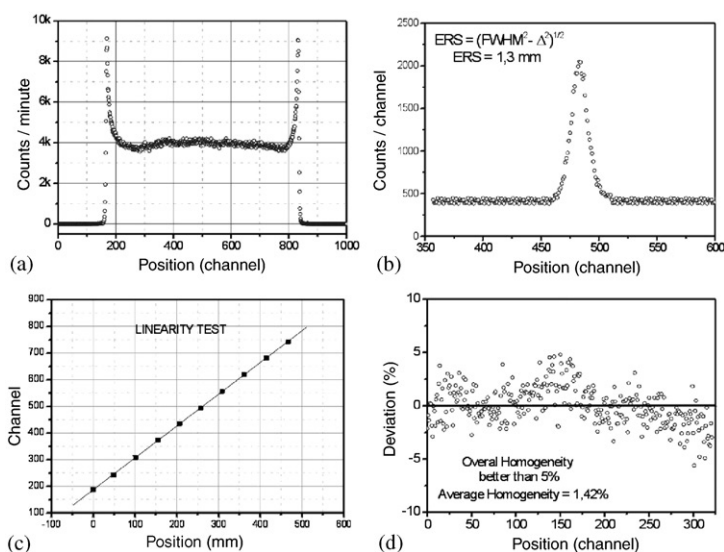 10k
8k
6k
4k
2k
0
Counts / minute
0 200 400 600 800 1000
Position (channel)
(a)
ERS = (FWHM²- Δ²)1/2
ERS = 1,3 mm
2500
2000
1500
1000
500
0
Counts / channel
350 400 450 500 550 600
Position (channel)
(b)
LINEARITY TEST
900
800
700
600
500
400
300
200
100
Channel
-100 0 100 200 300 400 500 600
Position (mm)
(c)
10
5
0
-5
-10
Deviation (%)
Overal Homogeneity
better than 5%
Average Homogeneity = 1,42%
0 50 100 150 200 250 300
Position (channel)
(d)